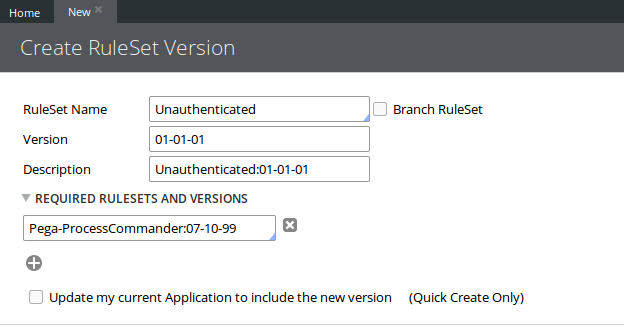 Home New
Create RuleSet Version
RuleSet Name Unauthenticated Branch RuleSet
Version 01-01-01
Description Unauthenticated:01-01-01
REQUIRED RULESETS AND VERSIONS
Pega-ProcessCommander:07-10-99
Update my current Application to include the new version (Quick Create Only)